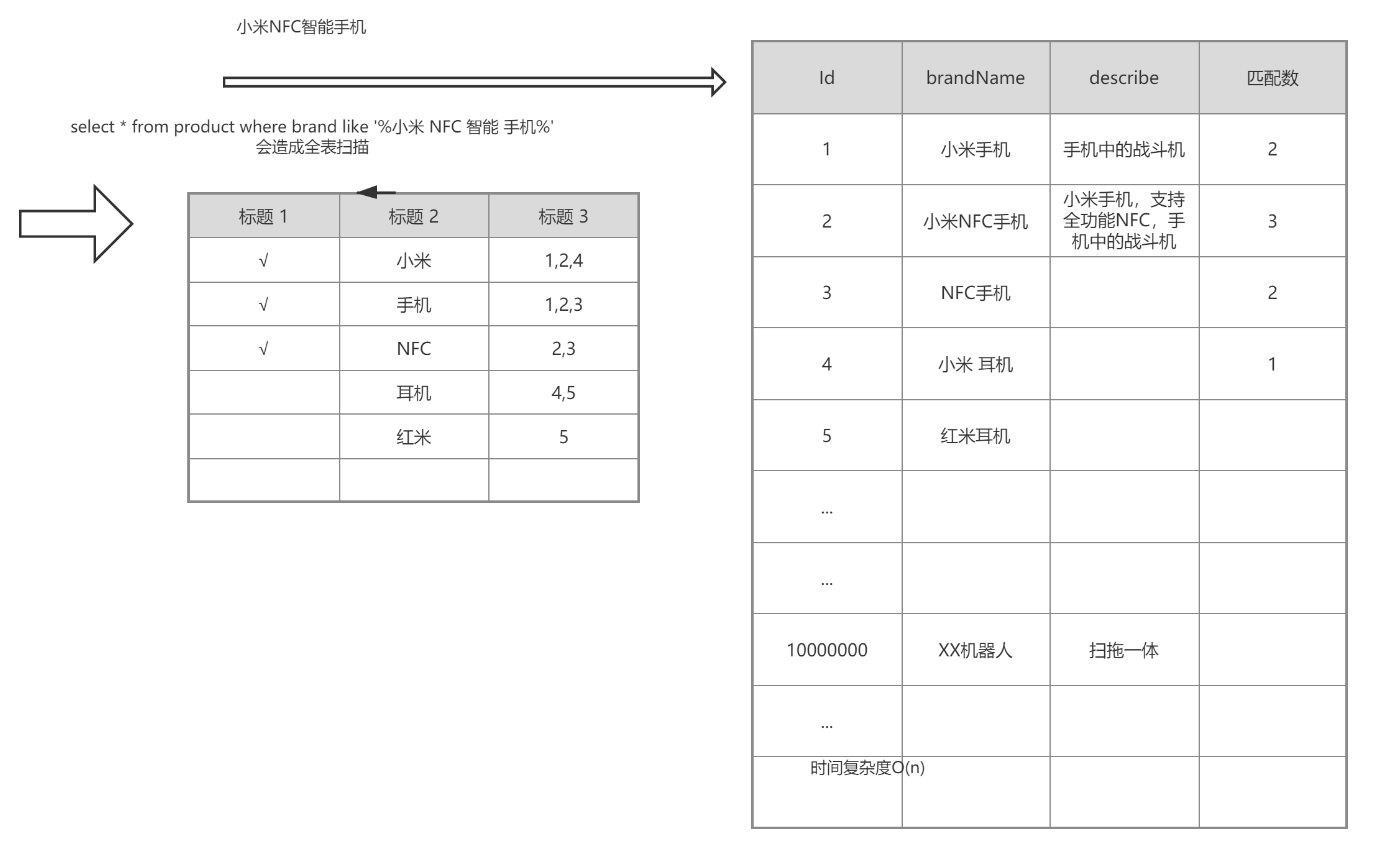 小米NFC智能手机
select * from product where brand like '%小米 NFC 智能 手机%'
会造成全表扫描
标题 1 标题 2 标题 3
√ 小米 1,2,4
√ 手机 1,2,3
√ NFC 2,3
耳机 4,5
红米 5
Id brandName describe 匹配数
1 小米手机 手机中的战斗机 2
2 小米NFC手机 小米手机，支持
全功能NFC，手
机中的战斗机 3
3 NFC手机 2
4 小米 耳机 1
5 红米耳机
...
...
10000000 XX机器人 扫拖一体
...
时间复杂度O(n)